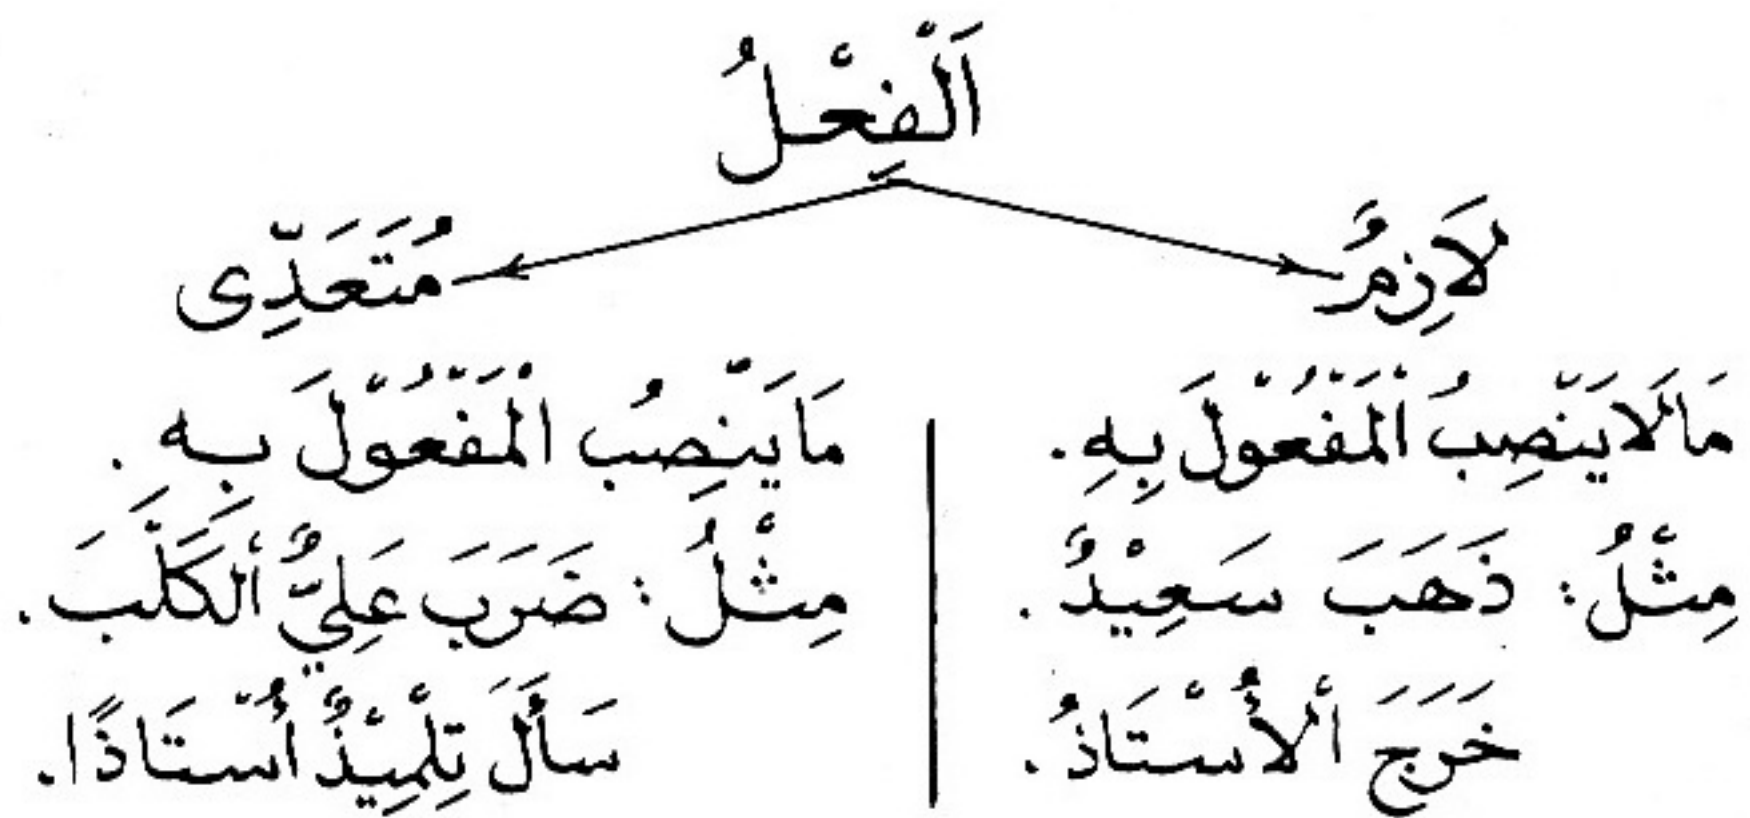 اَلْفِعْلُ
لَازِمٌ
مُتَعَدِّى
مَالَايَنْصِبُ الْمَفْعُوْلَ بِهِ.
مِثْلُ: ذَهَبَ سَعِيْدٌ.
خَرَجَ الْأُسْتَاذُ.
مَايَنْصِبُ الْمَفْعُوْلَ بِهِ.
مِثْلُ: ضَرَبَ عَلِيٌّ الْكَلْبَ.
سَأَلَ تِلْمِيْذٌ أُسْتَاذًا.